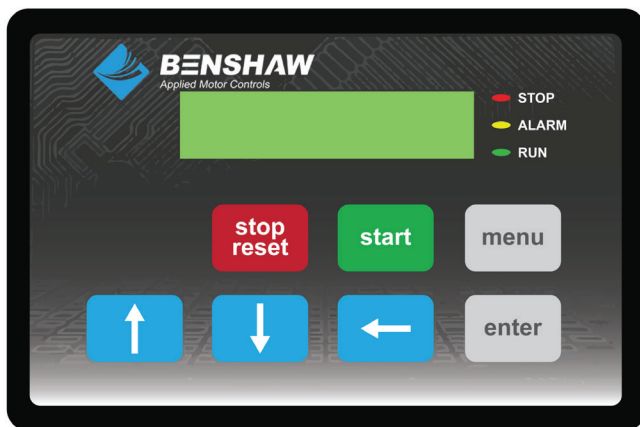 BENSHAW
Applied Motor Controls
STOP
ALARM
RUN
stop
reset
start
menu
enter